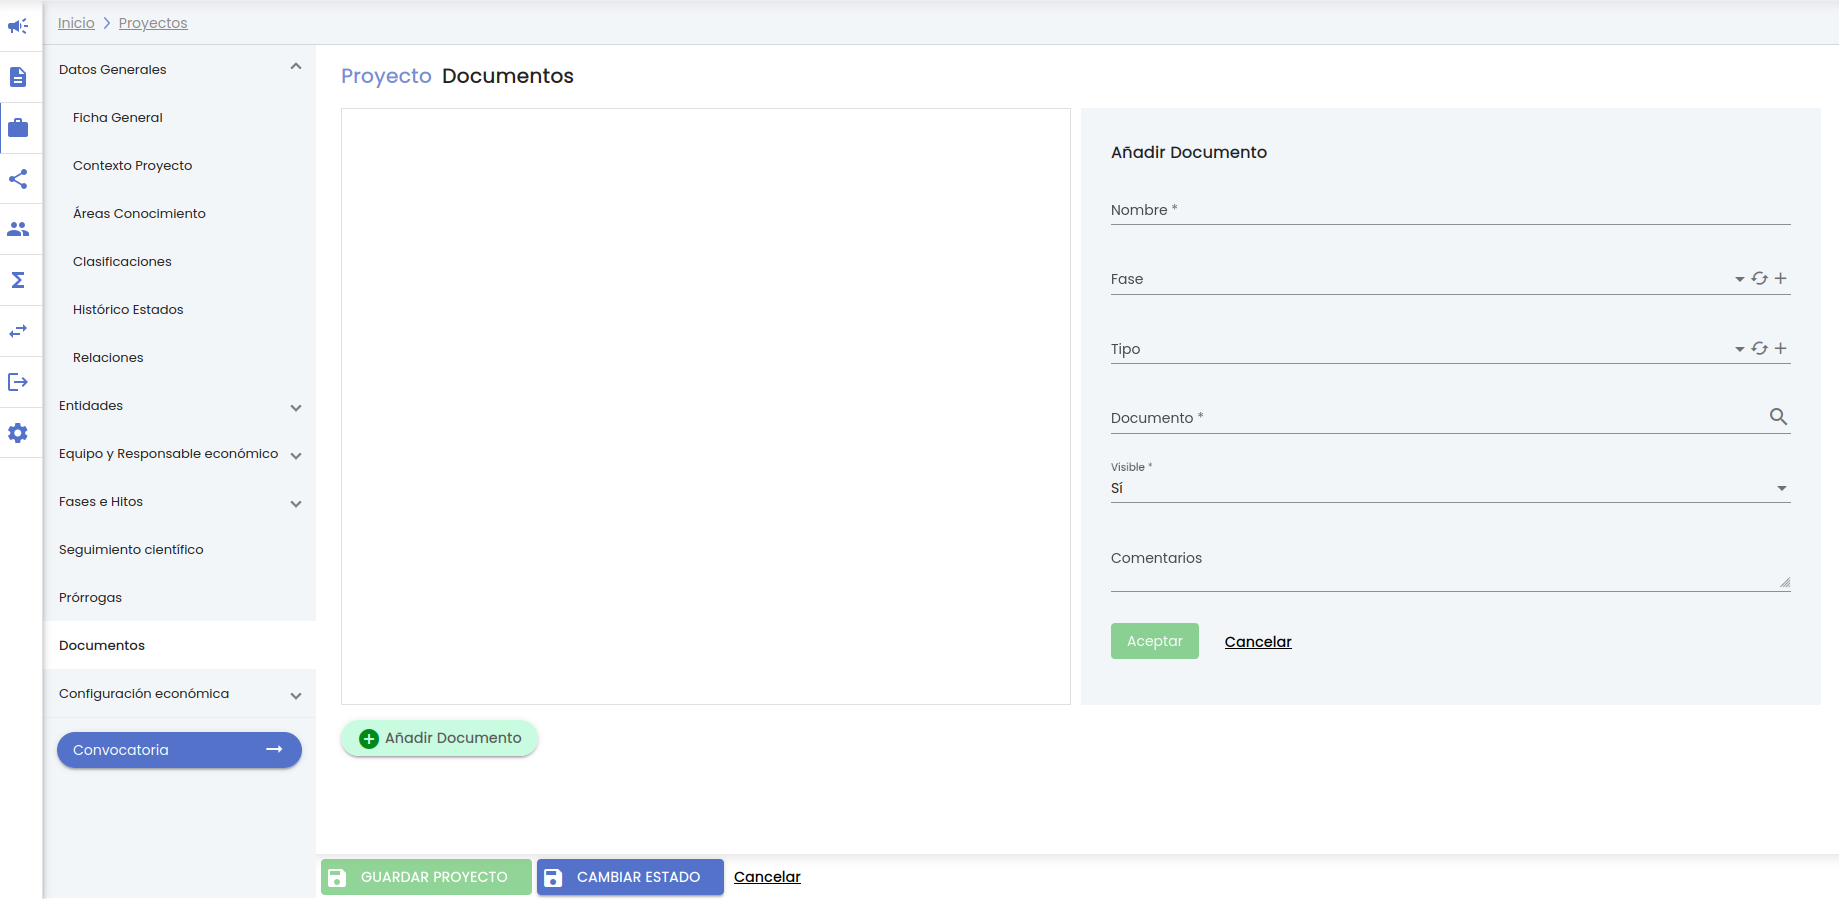 Inicio
Proyectos
Datos Generales
Ficha General
Contexto Proyecto
Áreas Conocimiento
Clasificaciones
Histórico Estados
Relaciones
Entidades
Equipo y Responsable económico
Fases e Hitos
Seguimiento científico
Prórrogas
Documentos
Configuración económica
Convocatoria
Proyecto Documentos
Añadir Documento
Añadir Documento
Nombre *
Fase
Tipo
Documento *
Visible *
Sí
Comentarios
Aceptar
Cancelar
GUARDAR PROYECTO
CAMBIAR ESTADO
Cancelar